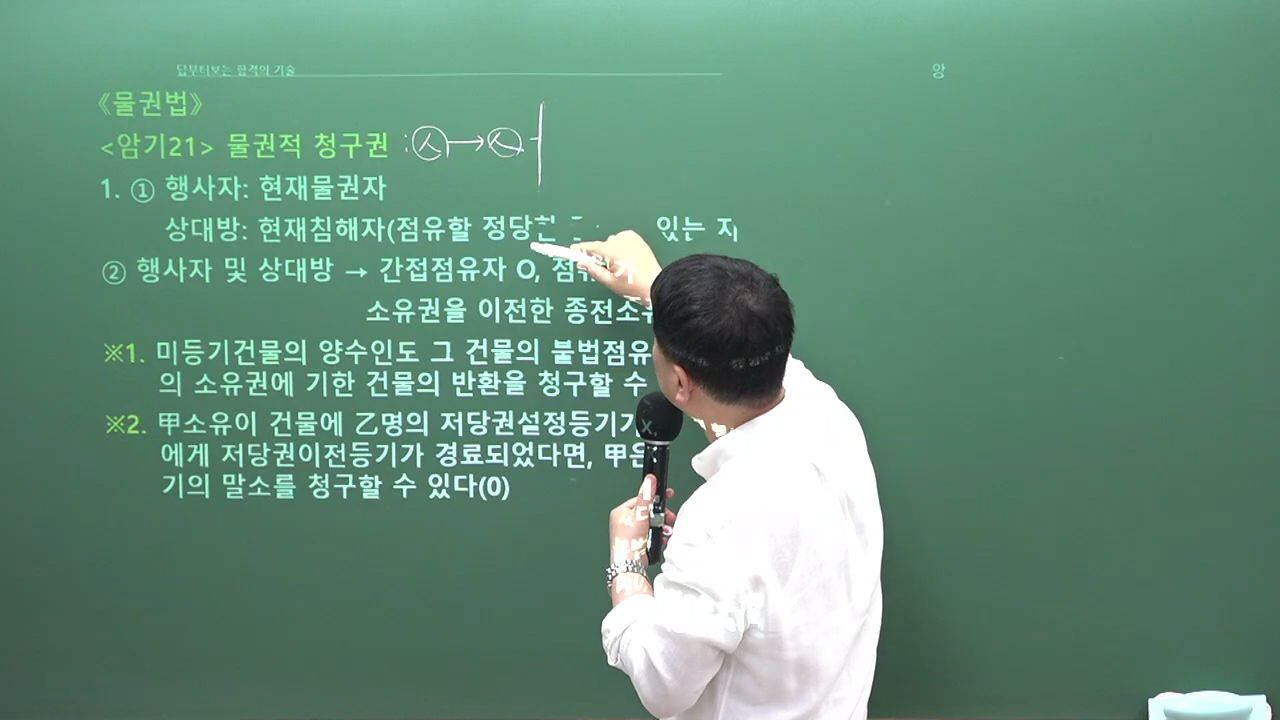 답부터보는 합격의 기술
앙
《물권법》
<암기21> 물권적 청구권 : 人 → 人
1. ① 행사자: 현재물권자
상대방: 현재침해자(점유할 정당한 있는 자
② 행사자 및 상대방 → 간접점유자 O,
소유권을 이전한
※1. 미등기건물의 양수인도 그 건물의 불법점유
의 소유권에 기한 건물의 반환을 청구할 수
※2. 甲소유이 건물에 乙명의 저당권설정등기가
에게 저당권이전등기가 경료되었다면, 甲은
기의 말소를 청구할 수 있다(0)